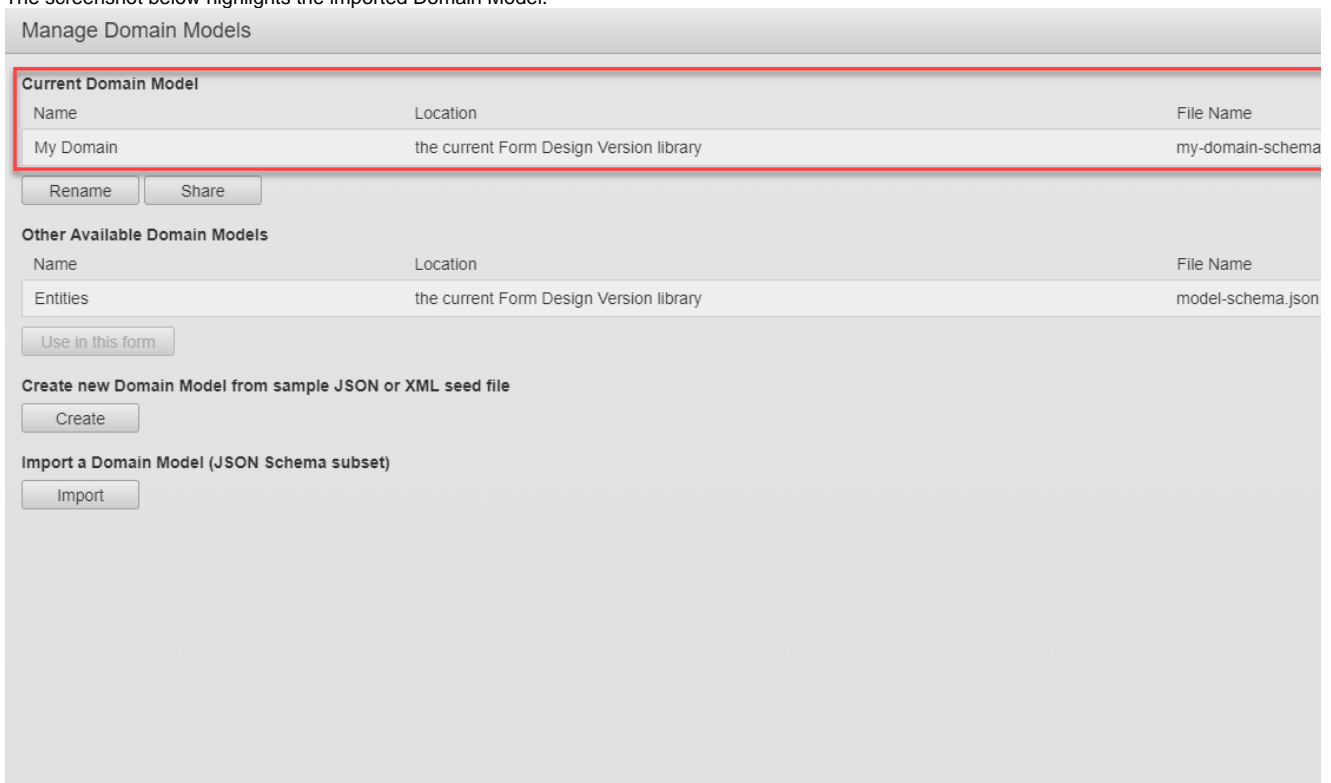 The screenshot below highlights the imported Domain Model.
Manage Domain Models
Current Domain Model
Name Location File Name
My Domain the current Form Design Version library my-domain-schema
Rename Share
Other Available Domain Models
Name Location File Name
Entities the current Form Design Version library model-schema.json
Use in this form
Create new Domain Model from sample JSON or XML seed file
Create
Import a Domain Model (JSON Schema subset)
Import